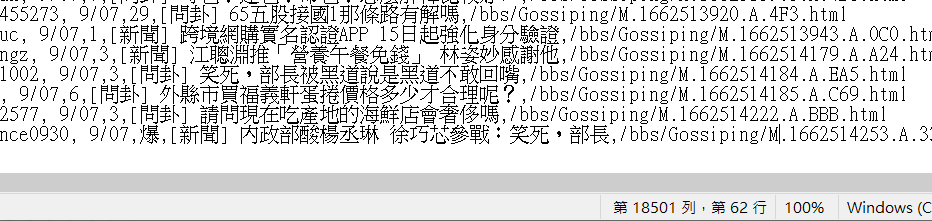 455273, 9/07,29,[問卦] 65五股接國1那條路有解嗎,/bbs/Gossiping/M.1662513920.A.4F3.html
uc, 9/07,1,[新聞] 跨境網購實名認證APP 15日起強化身分驗證,/bbs/Gossiping/M.1662513943.A.0C0.ht
ngz, 9/07,3,[新聞] 江聰淵推「營養午餐免錢」 林姿妙感謝他,/bbs/Gossiping/M.1662514179.A.A24.ht
1002, 9/07,3,[問卦] 笑死，部長被黑道說是黑道不敢回嘴,/bbs/Gossiping/M.1662514184.A.EA5.html
, 9/07,6,[問卦] 外縣市買福義軒蛋捲價格多少才合理呢？,/bbs/Gossiping/M.1662514185.A.C69.html
2577, 9/07,3,[問卦] 請問現在吃產地的海鮮店會奢侈嗎,/bbs/Gossiping/M.1662514222.A.BBB.html
nce0930, 9/07,爆,[新聞] 內政部酸楊丞琳 徐巧芯參戰：笑死，部長,/bbs/Gossiping/M.1662514253.A.33
第 18501 列，第 62 行 100% Windows (C